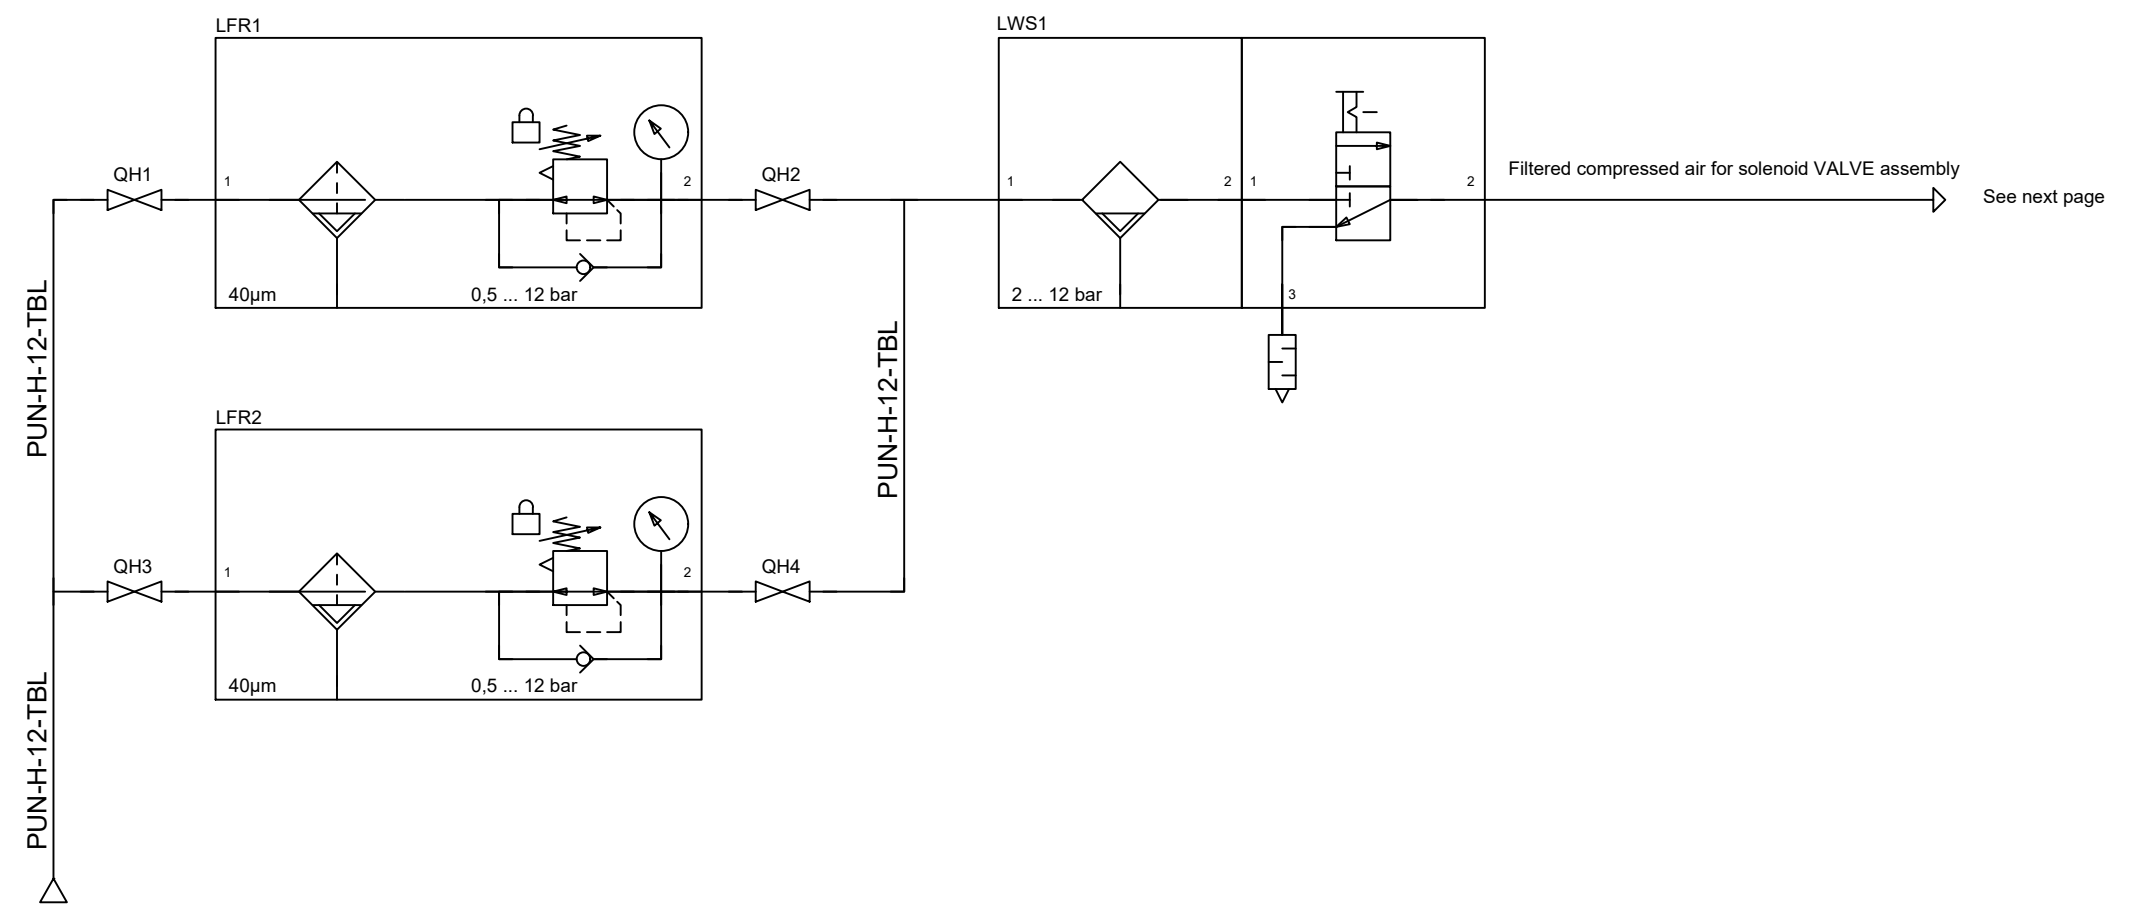 LFR1
LWS1
QH1
1
2
QH2
1
2
1
2
Filtered compressed air for solenoid VALVE assembly
See next page
40µm
0,5 ... 12 bar
2 ... 12 bar
3
PUN-H-12-TBL
PUN-H-12-TBL
LFR2
QH3
1
2
QH4
40µm
0,5 ... 12 bar
PUN-H-12-TBL